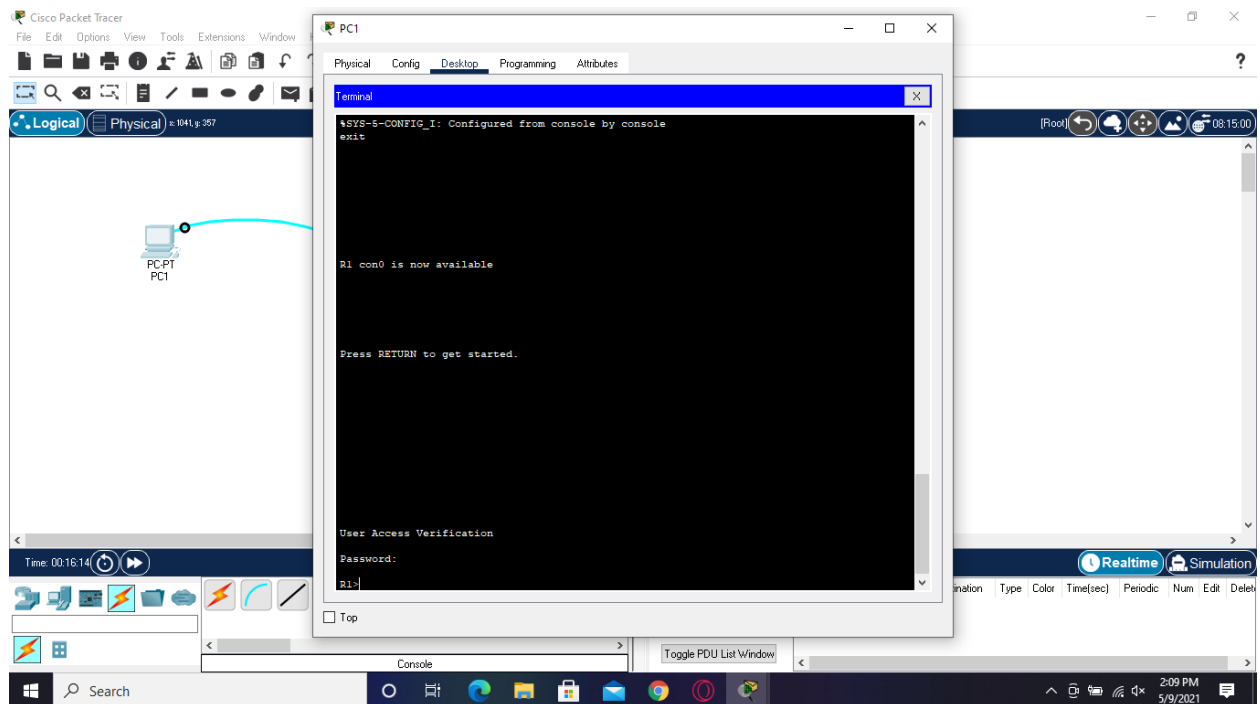 Cisco Packet Tracer
File Edit Options View Tools Extensions Window
?
Logical Physical x: 1041, y: 357
[Root] 08:15:00
PC-PT
PC1
PC1
Physical Config Desktop Programming Attributes
Terminal X
%SYS-5-CONFIG_I: Configured from console by console
exit
R1 con0 is now available
Press RETURN to get started.
User Access Verification
Password:
R1>
Top
Time: 00:16:14
Realtime Simulation
ination Type Color Time(sec) Periodic Num Edit Delet
Console
Toggle PDU List Window
Search
2:09 PM
5/9/2021